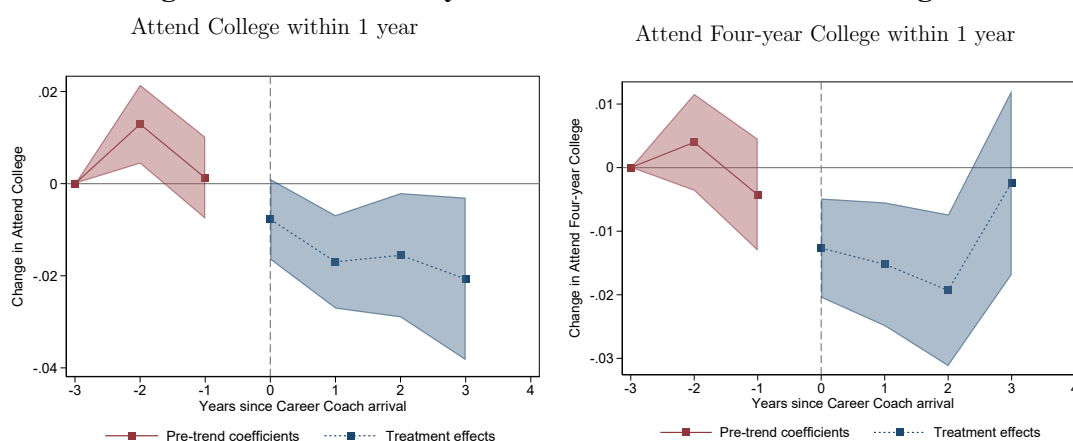 Attend College within 1 year
.02
0
-.02
-.04
Change in Attend College
-3 -2 -1 0 1 2 3 4
Years since Career Coach arrival
Pre-trend coefficients Treatment effects
Attend Four-year College within 1 year
.01
0
-.01
-.02
-.03
Change in Attend Four-year College
-3 -2 -1 0 1 2 3
Years since Career Coach arrival
Pre-trend coefficients Treatment effects